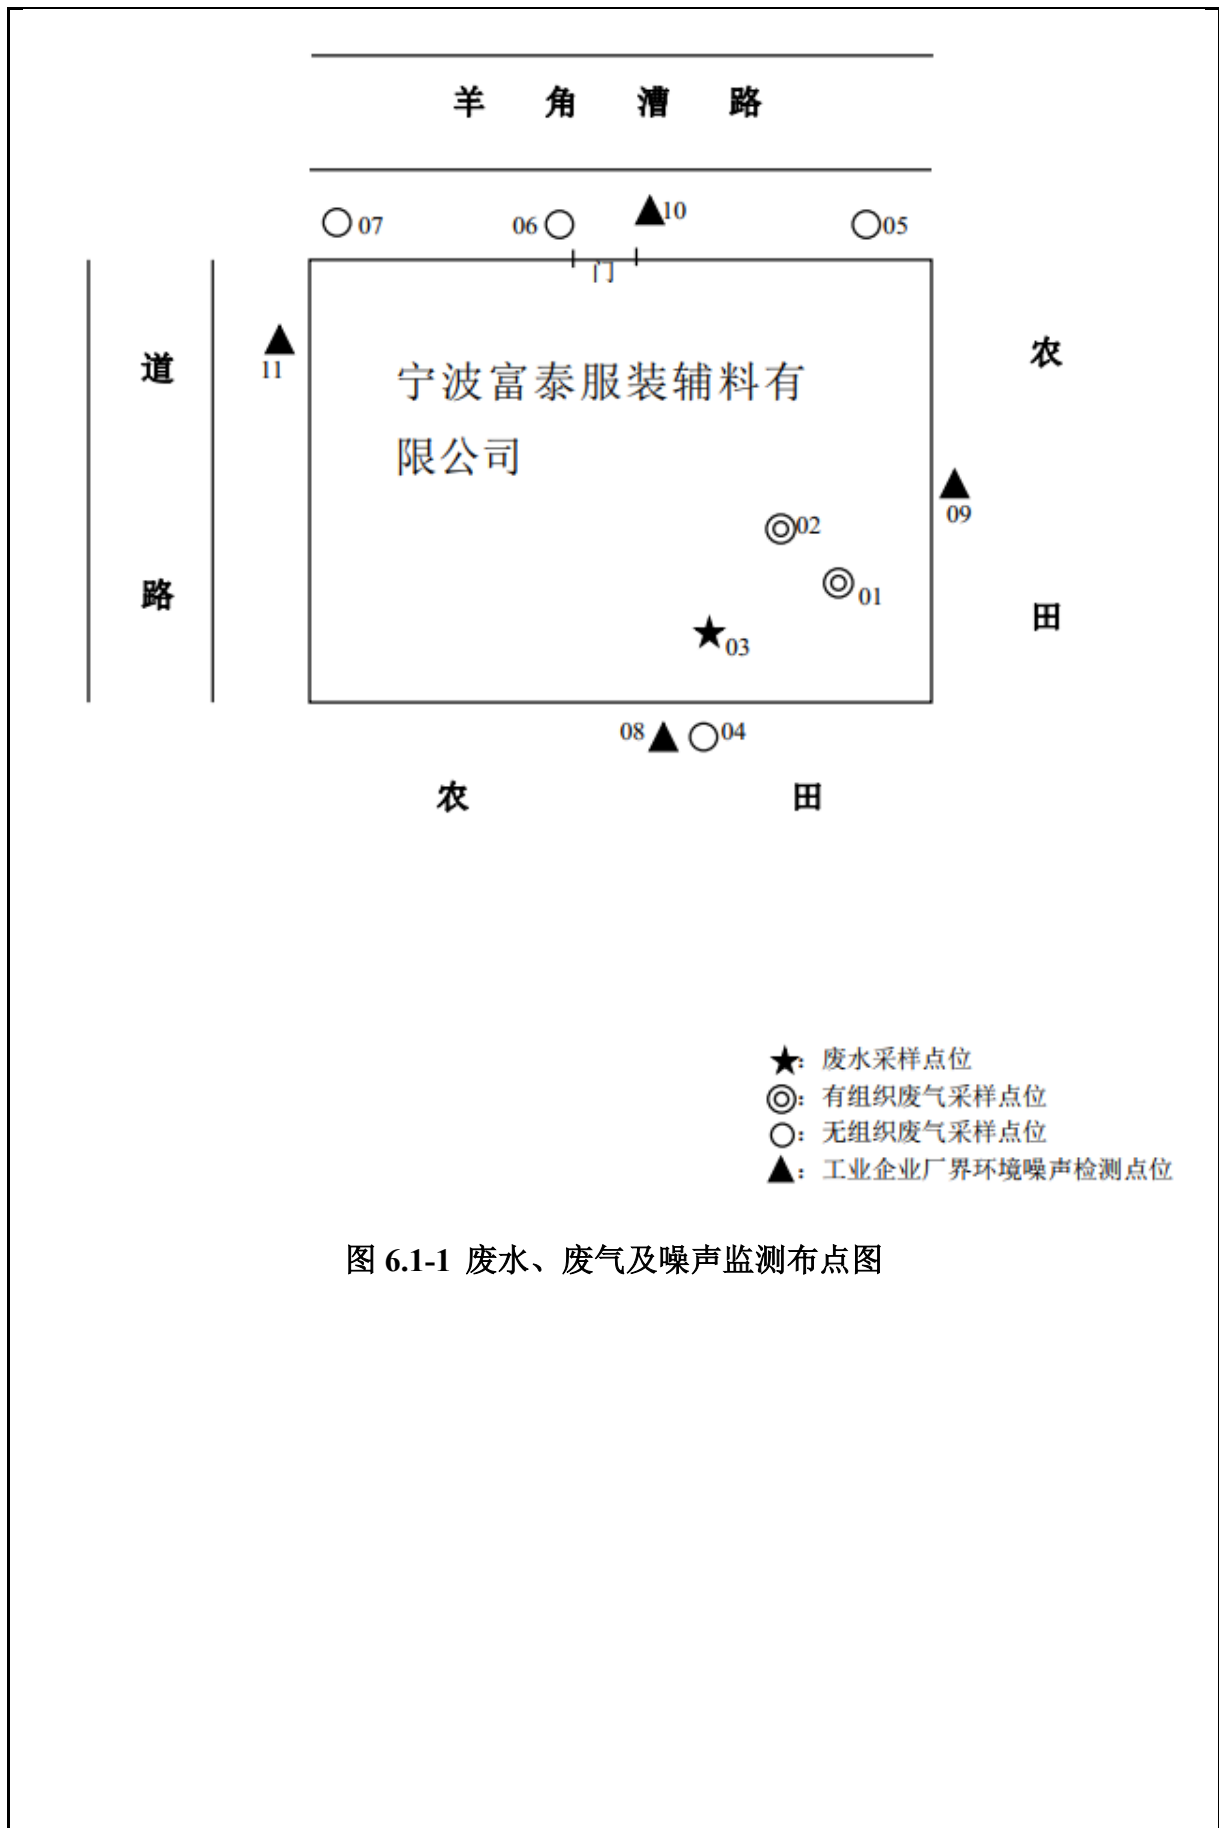 羊 角 漕 路
07 06 10 05
门
道 路
11
宁波富泰服装辅料有
限公司
农 田
09
02
01
03
08 04
农 田
★：废水采样点位
◎：有组织废气采样点位
○：无组织废气采样点位
▲：工业企业厂界环境噪声检测点位
图 6.1-1 废水、废气及噪声监测布点图